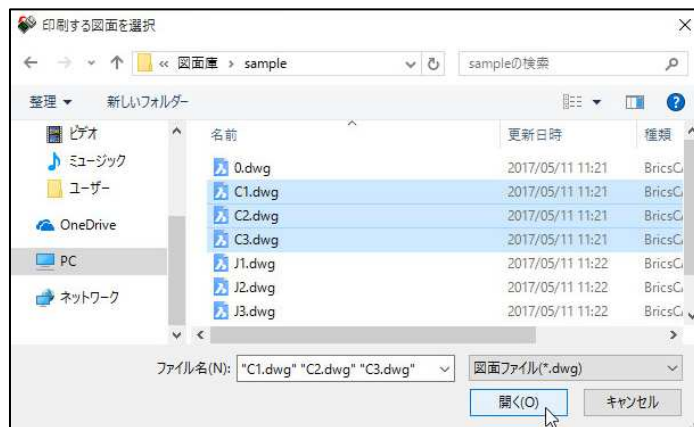 印刷する図面を選択
« 図面庫 › sample
sampleの検索
整理 ▼ 新しいフォルダー
ビデオ
ミュージック
ユーザー
OneDrive
PC
ネットワーク
名前 更新日時 種類
0.dwg 2017/05/11 11:21 BricsCa
C1.dwg 2017/05/11 11:21 BricsCa
C2.dwg 2017/05/11 11:21 BricsCa
C3.dwg 2017/05/11 11:21 BricsCa
J1.dwg 2017/05/11 11:22 BricsCa
J2.dwg 2017/05/11 11:22 BricsCa
J3.dwg 2017/05/11 11:22 BricsCa
ファイル名(N): "C1.dwg" "C2.dwg" "C3.dwg" 図面ファイル(*.dwg)
開く(O) キャンセル